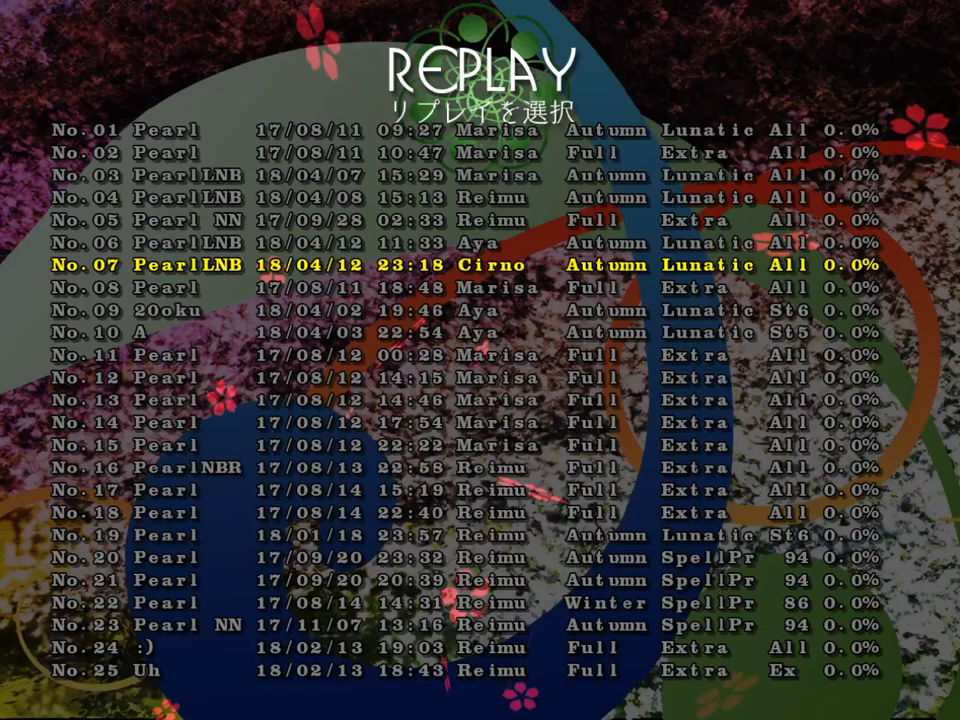 REPLAY
リプレイを選択
No.01 Pearl 17/08/11 09:27 Marisa Autumn Lunatic All 0.0%
No.02 Pearl 17/08/11 10:47 Marisa Full Extra All 0.0%
No.03 PearlLNB 18/04/07 15:29 Marisa Autumn Lunatic All 0.0%
No.04 PearlLNB 18/04/08 15:13 Reimu Autumn Lunatic All 0.0%
No.05 Pearl NN 17/09/28 02:33 Reimu Full Extra All 0.0%
No.06 PearlLNB 18/04/12 11:33 Aya Autumn Lunatic All 0.0%
No.07 PearlLNB 18/04/12 23:18 Cirno Autumn Lunatic All 0.0%
No.08 Pearl 17/08/11 18:48 Marisa Full Extra All 0.0%
No.09 20oku 18/04/02 19:46 Aya Autumn Lunatic St6 0.0%
No.10 A 18/04/03 22:54 Aya Autumn Lunatic St5 0.0%
No.11 Pearl 17/08/12 00:28 Marisa Full Extra All 0.0%
No.12 Pearl 17/08/12 14:15 Marisa Full Extra All 0.0%
No.13 Pearl 17/08/12 14:46 Marisa Full Extra All 0.0%
No.14 Pearl 17/08/12 17:54 Marisa Full Extra All 0.0%
No.15 Pearl 17/08/12 22:22 Marisa Full Extra All 0.0%
No.16 PearlNBR 17/08/13 22:58 Reimu Full Extra All 0.0%
No.17 Pearl 17/08/14 15:19 Reimu Full Extra All 0.0%
No.18 Pearl 17/08/14 22:40 Reimu Full Extra All 0.0%
No.19 Pearl 18/01/18 23:57 Reimu Autumn Lunatic St6 0.0%
No.20 Pearl 17/09/20 23:32 Reimu Autumn SpellPr 94 0.0%
No.21 Pearl 17/09/20 20:39 Reimu Autumn SpellPr 94 0.0%
No.22 Pearl 17/08/14 14:31 Reimu Winter SpellPr 86 0.0%
No.23 Pearl NN 17/11/07 13:16 Reimu Autumn SpellPr 94 0.0%
No.24 :) 18/02/13 19:03 Reimu Full Extra All 0.0%
No.25 Uh 18/02/13 18:43 Reimu Full Extra Ex 0.0%